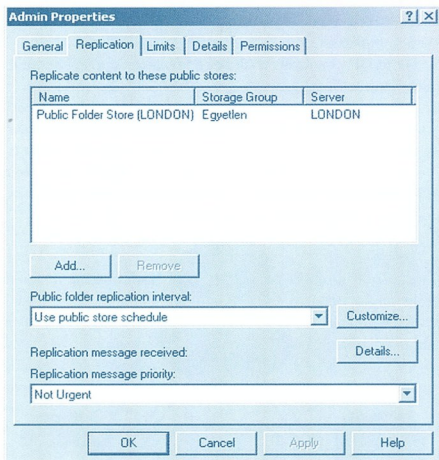 Admin Properties
General Replication Limits Details Permissions
Replicate content to these public stores:
Name Storage Group Server
Public Folder Store (LONDON) Egyetlen LONDON
Add... Remove
Public folder replication interval:
Use public store schedule Customize...
Replication message received: Details...
Replication message priority:
Not Urgent
OK Cancel Apply Help